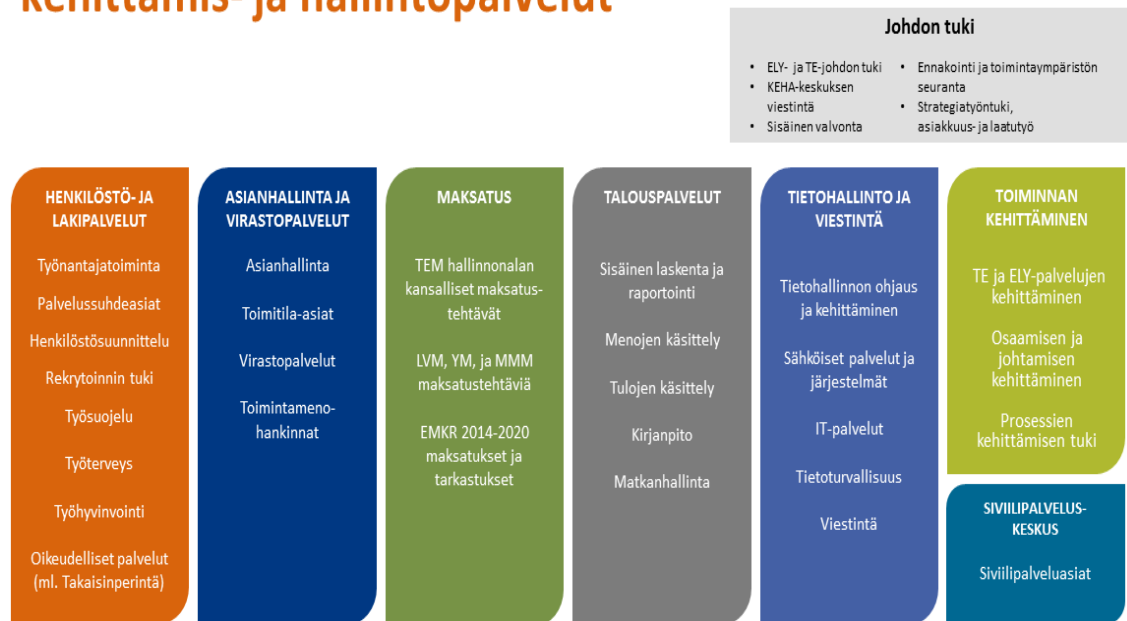 kehittämis- ja hallintopalvelut
Johdon tuki
• ELY- ja TE-johdon tuki
• KEHA-keskuksen
viestintä
• Sisäinen valvonta
• Ennakointi ja toimintaympäristön
seuranta
• Strategiatyöntuki,
asiakkuus- ja laatutyö
HENKILÖSTÖ- JA
LAKIPALVELUT
Työnantajatoiminta
Palvelussuhdeasiat
Henkilöstösuunnittelu
Rekrytoinnin tuki
Työsuojelu
Työterveys
Työhyvinvointi
Oikeudelliset palvelut
(ml. Takaisinperintä)
ASIANHALLINTA JA
VIRASTOPALVELUT
Asianhallinta
Toimitila-asiat
Virastopalvelut
Toimintameno-
hankinnat
MAKSATUS
TEM hallinnonalan
kansalliset maksatus-
tehtävät
LVM, YM, ja MMM
maksatustehtäviä
EMKR 2014-2020
maksatukset ja
tarkastukset
TALOUSPALVELUT
Sisäinen laskenta ja
raportointi
Menojen käsittely
Tulojen käsittely
Kirjanpito
Matkanhallinta
TIETOHALLINTO JA
VIESTINTÄ
Tietohallinnon ohjaus
ja kehittäminen
Sähköiset palvelut ja
järjestelmät
IT-palvelut
Tietoturvallisuus
Viestintä
TOIMINNAN
KEHITTÄMINEN
TE ja ELY-palvelujen
kehittäminen
Osaamisen ja
johtamisen
kehittäminen
Prosessien
kehittämisen tuki
SIVIILIPALVELUS-
KESKUS
Siviilipalveluasiat